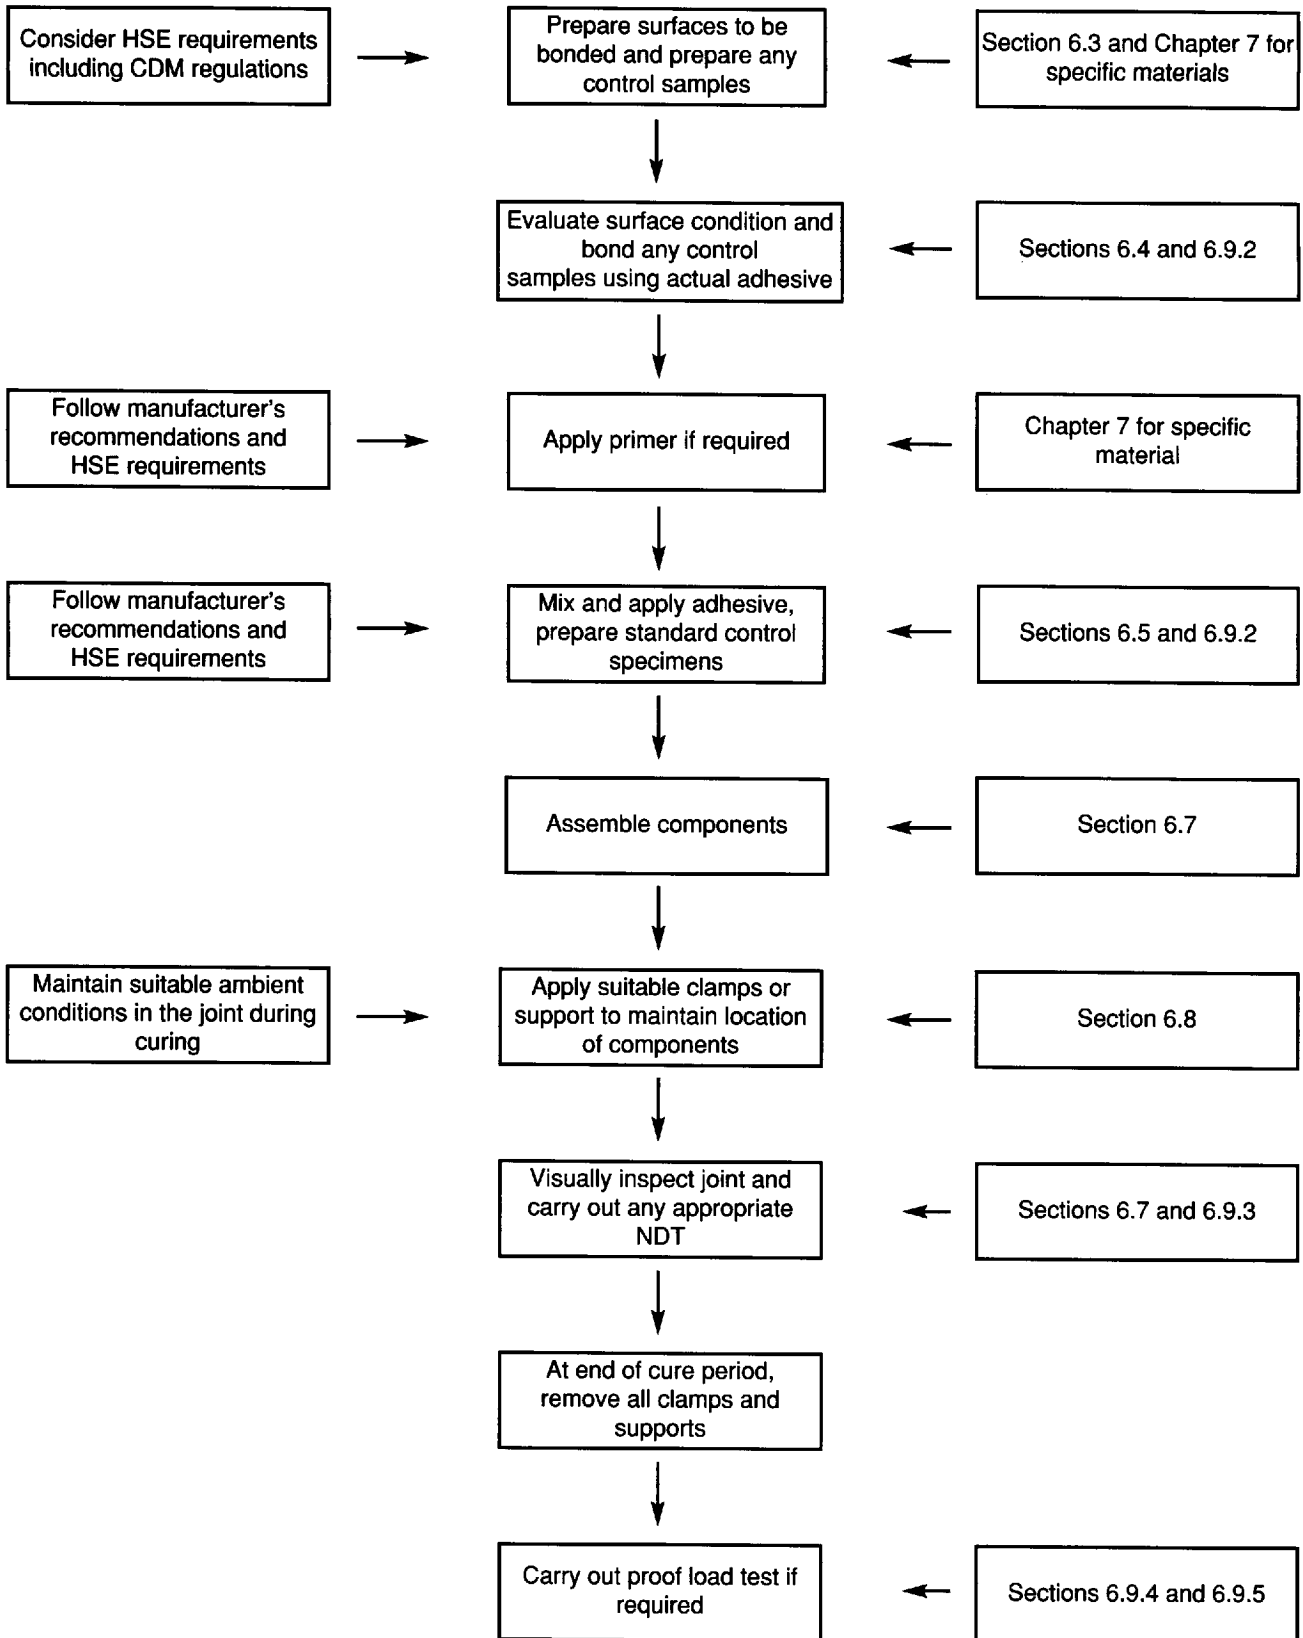 Consider HSE requirements
including CDM regulations
Prepare surfaces to be
bonded and prepare any
control samples
Section 6.3 and Chapter 7 for
specific materials
Evaluate surface condition and
bond any control
samples using actual adhesive
Sections 6.4 and 6.9.2
Follow manufacturer's
recommendations and
HSE requirements
Apply primer if required
Chapter 7 for specific
material
Follow manufacturer's
recommendations and
HSE requirements
Mix and apply adhesive,
prepare standard control
specimens
Sections 6.5 and 6.9.2
Assemble components
Section 6.7
Maintain suitable ambient
conditions in the joint during
curing
Apply suitable clamps or
support to maintain location
of components
Section 6.8
Visually inspect joint and
carry out any appropriate
NDT
Sections 6.7 and 6.9.3
At end of cure period,
remove all clamps and
supports
Carry out proof load test if
required
Sections 6.9.4 and 6.9.5